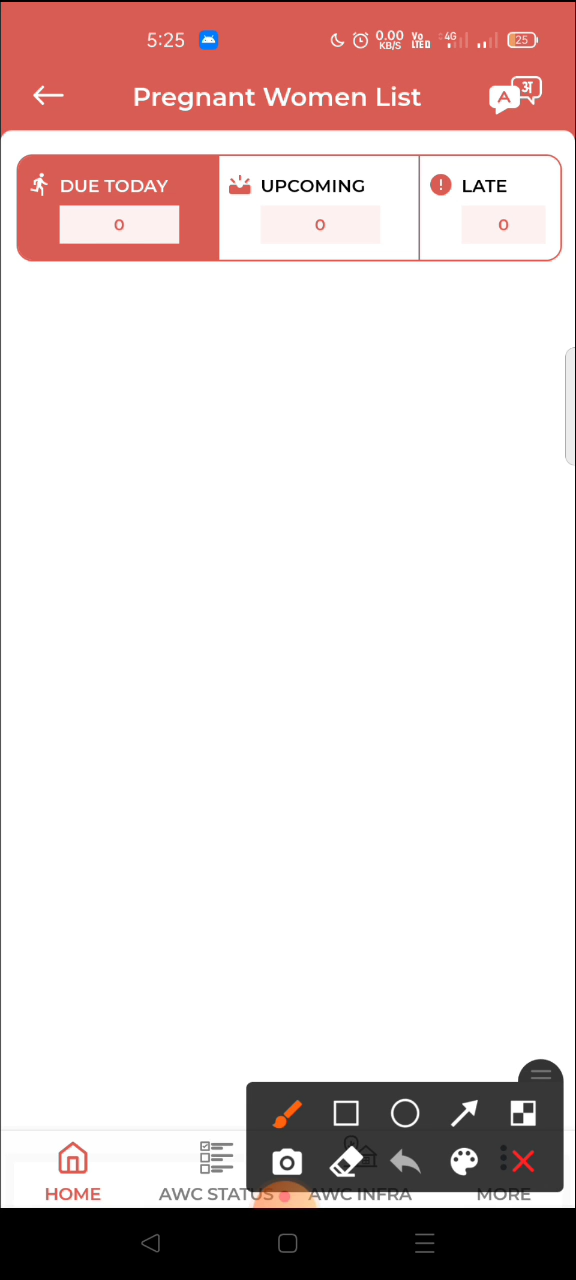 5:25 0.00 KB/S Vo LTED 4G 25
Pregnant Women List A अ
DUE TODAY UPCOMING LATE
0 0 0
HOME AWC STATUS AWC INFRA MORE